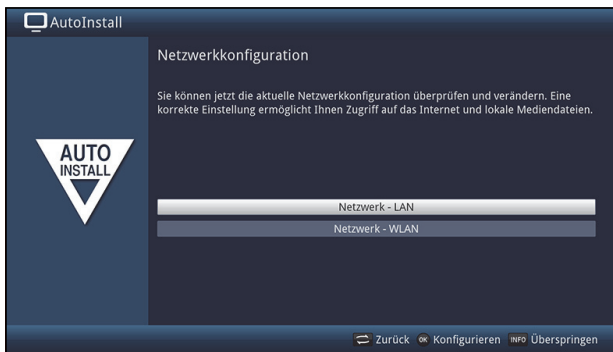 AutoInstall
Netzwerkkonfiguration
Sie können jetzt die aktuelle Netzwerkkonfiguration überprüfen und verändern. Eine
korrekte Einstellung ermöglicht Ihnen Zugriff auf das Internet und lokale Mediendateien.
AUTO
INSTALL
Netzwerk - LAN
Netzwerk - WLAN
Zurück OK Konfigurieren INFO Überspringen